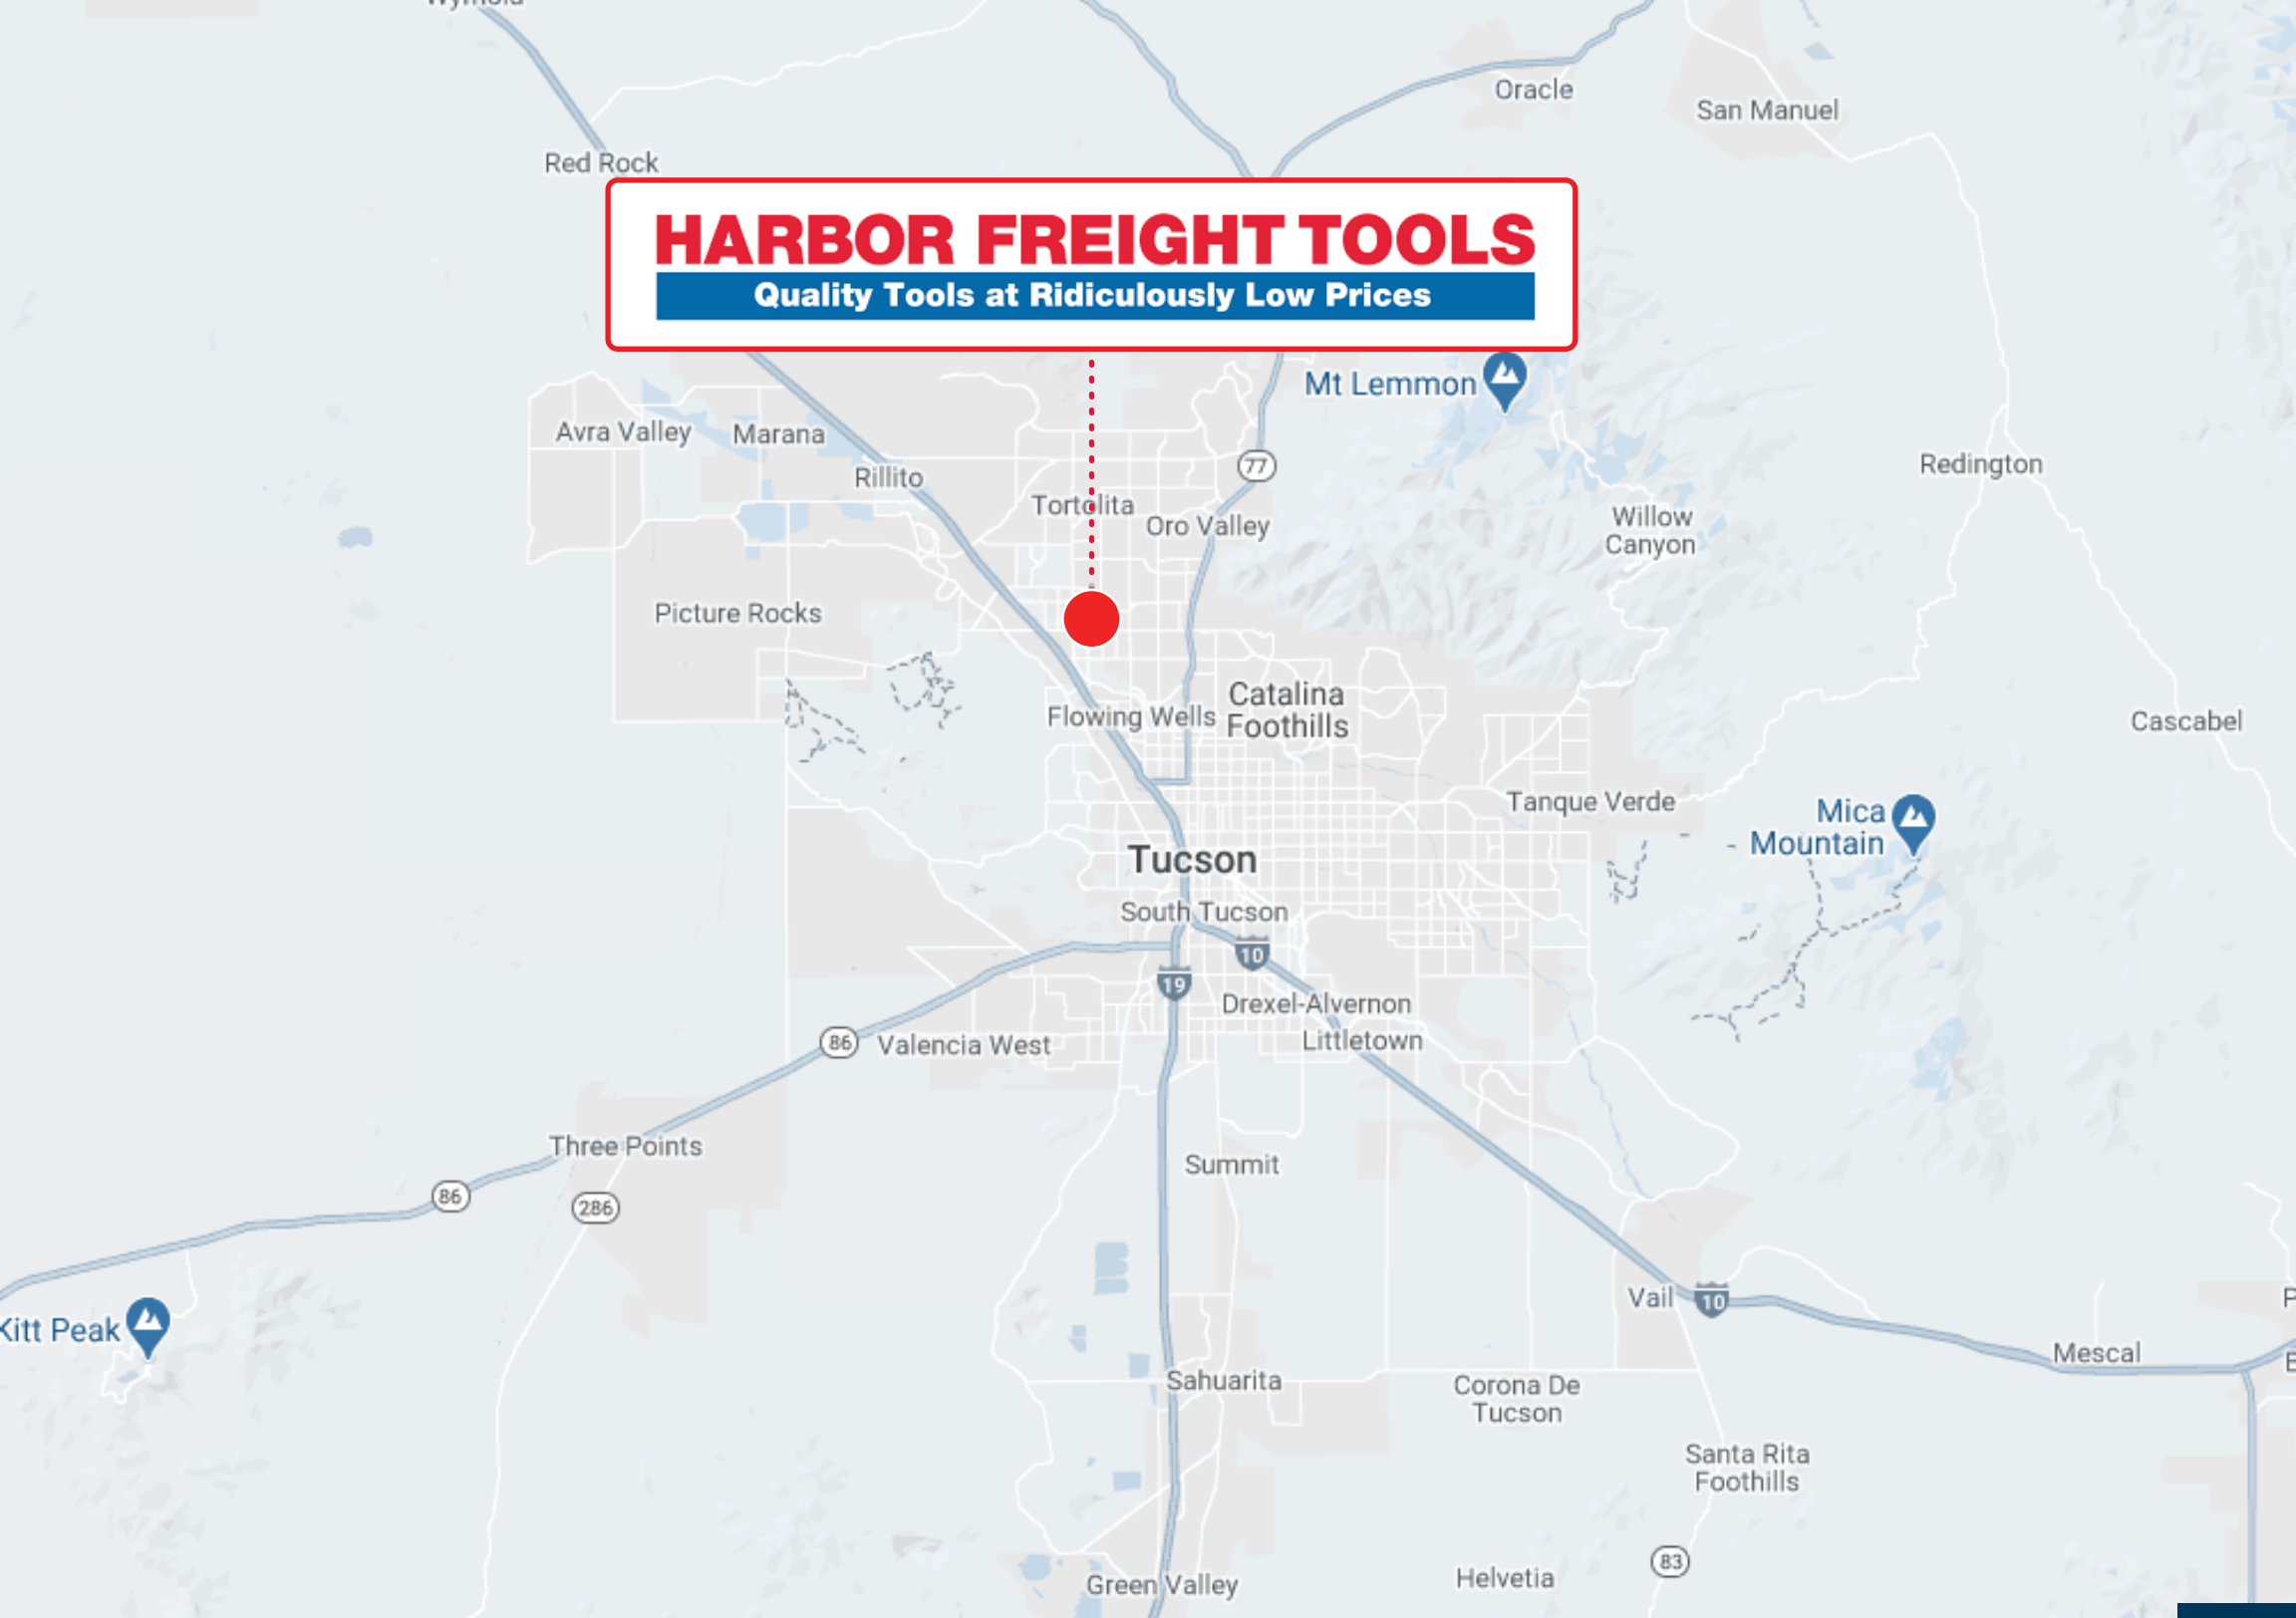 Oracle
San Manuel
Red Rock
HARBOR FREIGHT TOOLS
Quality Tools at Ridiculously Low Prices
Mt Lemmon
Avra Valley
Marana
77
Redington
Rillito
Tortolita
Oro Valley
Willow
Canyon
Picture Rocks
Catalina
Foothills
Flowing Wells
Cascabel
Tanque Verde
Mica
Mountain
Tucson
South Tucson
10
19
Drexel-Alvernon
86
Valencia West
Littletown
Three Points
Summit
86
286
Vail
10
Kitt Peak
Mescal
Sahuarita
Corona De
Tucson
Santa Rita
Foothills
83
Green Valley
Helvetia